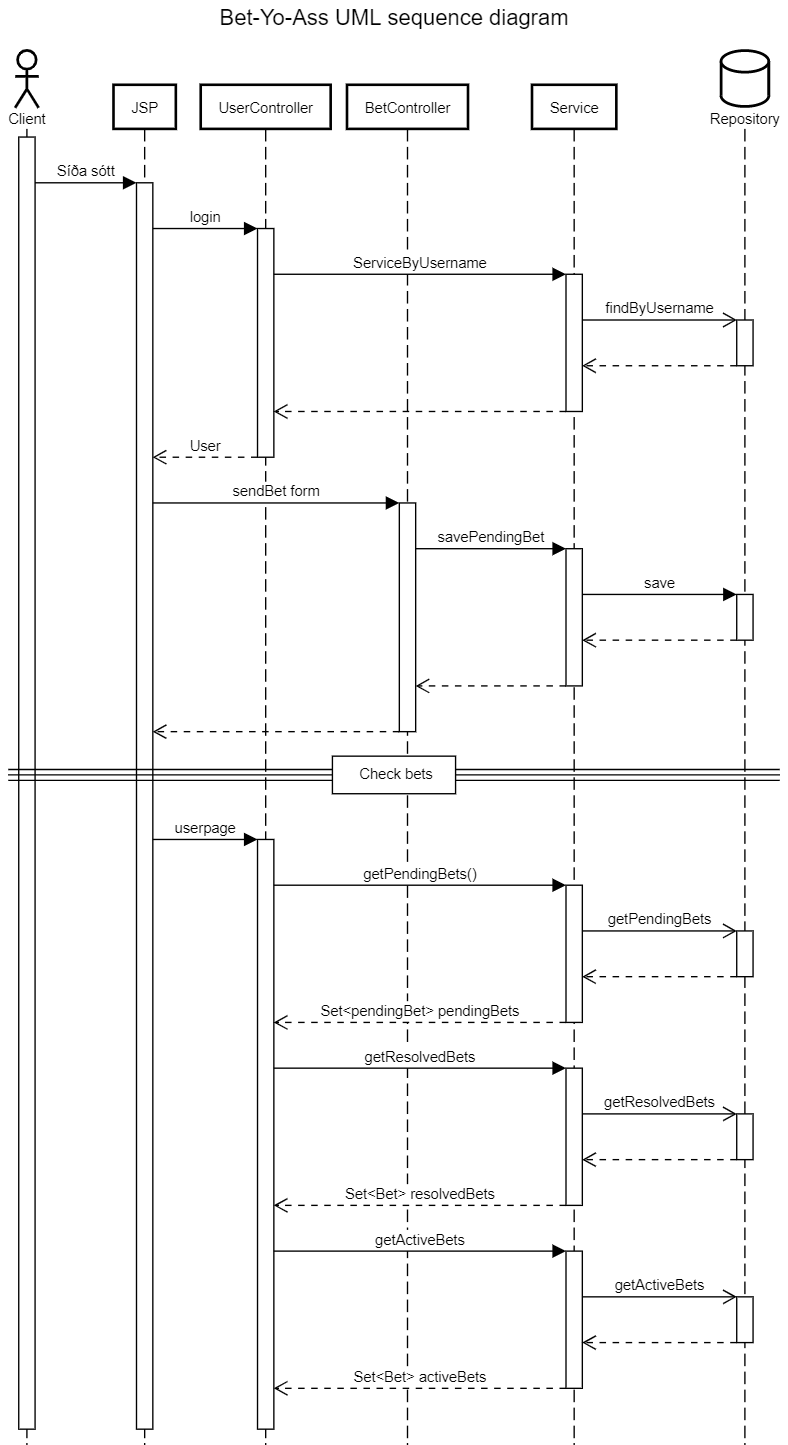 Bet-Yo-Ass UML sequence diagram
Client
JSP
UserController
BetController
Service
Repository
Síða sótt
login
ServiceByUsername
findByUsername
User
sendBet form
savePendingBet
save
Check bets
userpage
getPendingBets()
getPendingBets
Set<pendingBet> pendingBets
getResolvedBets
getResolvedBets
Set<Bet> resolvedBets
getActiveBets
getActiveBets
Set<Bet> activeBets